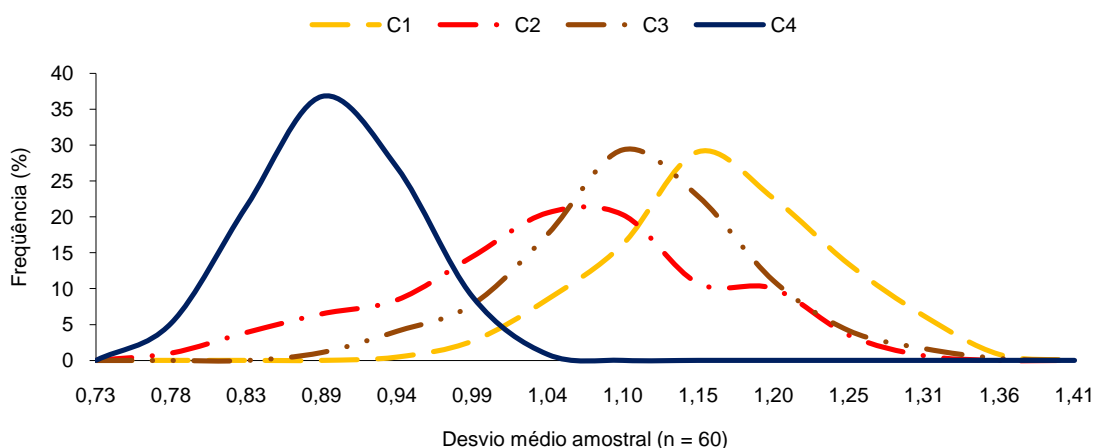 C1 C2 C3 C4
Freqüência (%)
40
35
30
25
20
15
10
5
0
0,73 0,78 0,83 0,89 0,94 0,99 1,04 1,10 1,15 1,20 1,25 1,31 1,36 1,41
Desvio médio amostral (n = 60)